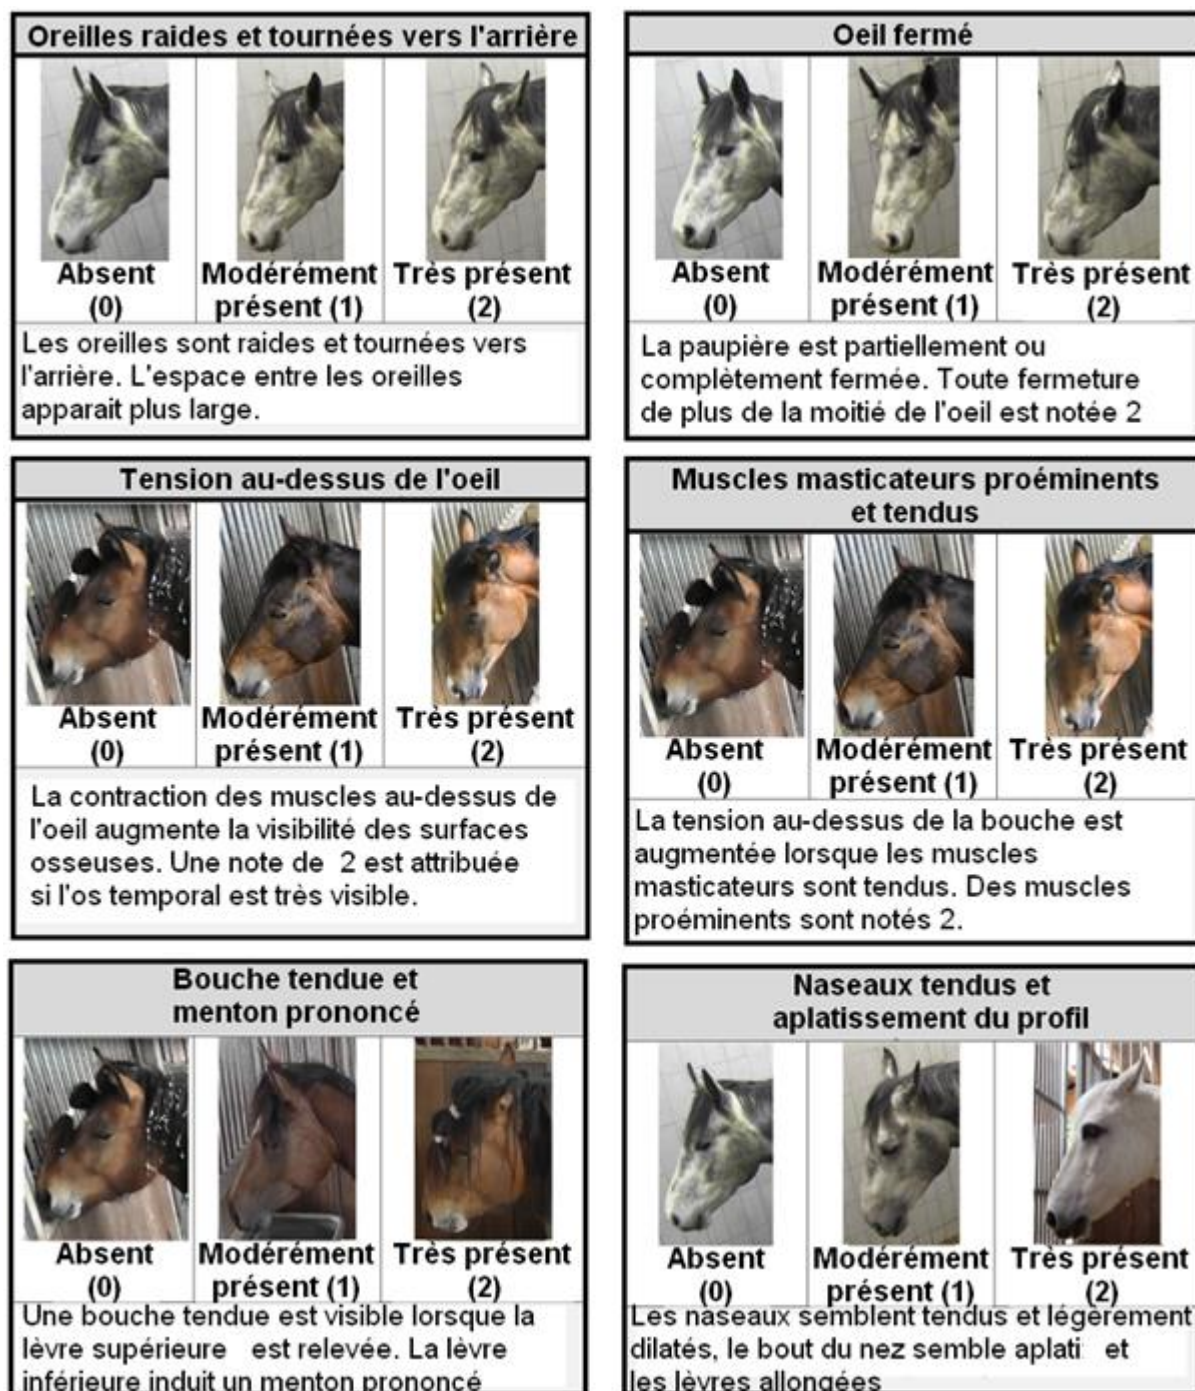 Oreilles raides et tournées vers l'arrière
Absent
(0)
Modérément
présent (1)
Très présent
(2)
Les oreilles sont raides et tournées vers
l'arrière. L'espace entre les oreilles
apparait plus large.
Oeil fermé
Absent
(0)
Modérément
présent (1)
Très présent
(2)
La paupière est partiellement ou
complètement fermée. Toute fermeture
de plus de la moitié de l'oeil est notée 2
Tension au-dessus de l'oeil
Absent
(0)
Modérément
présent (1)
Très présent
(2)
La contraction des muscles au-dessus de
l'oeil augmente la visibilité des surfaces
osseuses. Une note de 2 est attribuée
si l'os temporal est très visible.
Muscles masticateurs proéminents
et tendus
Absent
(0)
Modérément
présent (1)
Très présent
(2)
La tension au-dessus de la bouche est
augmentée lorsque les muscles
masticateurs sont tendus. Des muscles
proéminents sont notés 2.
Bouche tendue et
menton prononcé
Absent
(0)
Modérément
présent (1)
Très présent
(2)
Une bouche tendue est visible lorsque la
lèvre supérieure est relevée. La lèvre
inférieure induit un menton prononcé
Naseaux tendus et
aplatissement du profil
Absent
(0)
Modérément
présent (1)
Très présent
(2)
Les naseaux semblent tendus et légèrement
dilatés, le bout du nez semble aplati et
les lèvres allongées